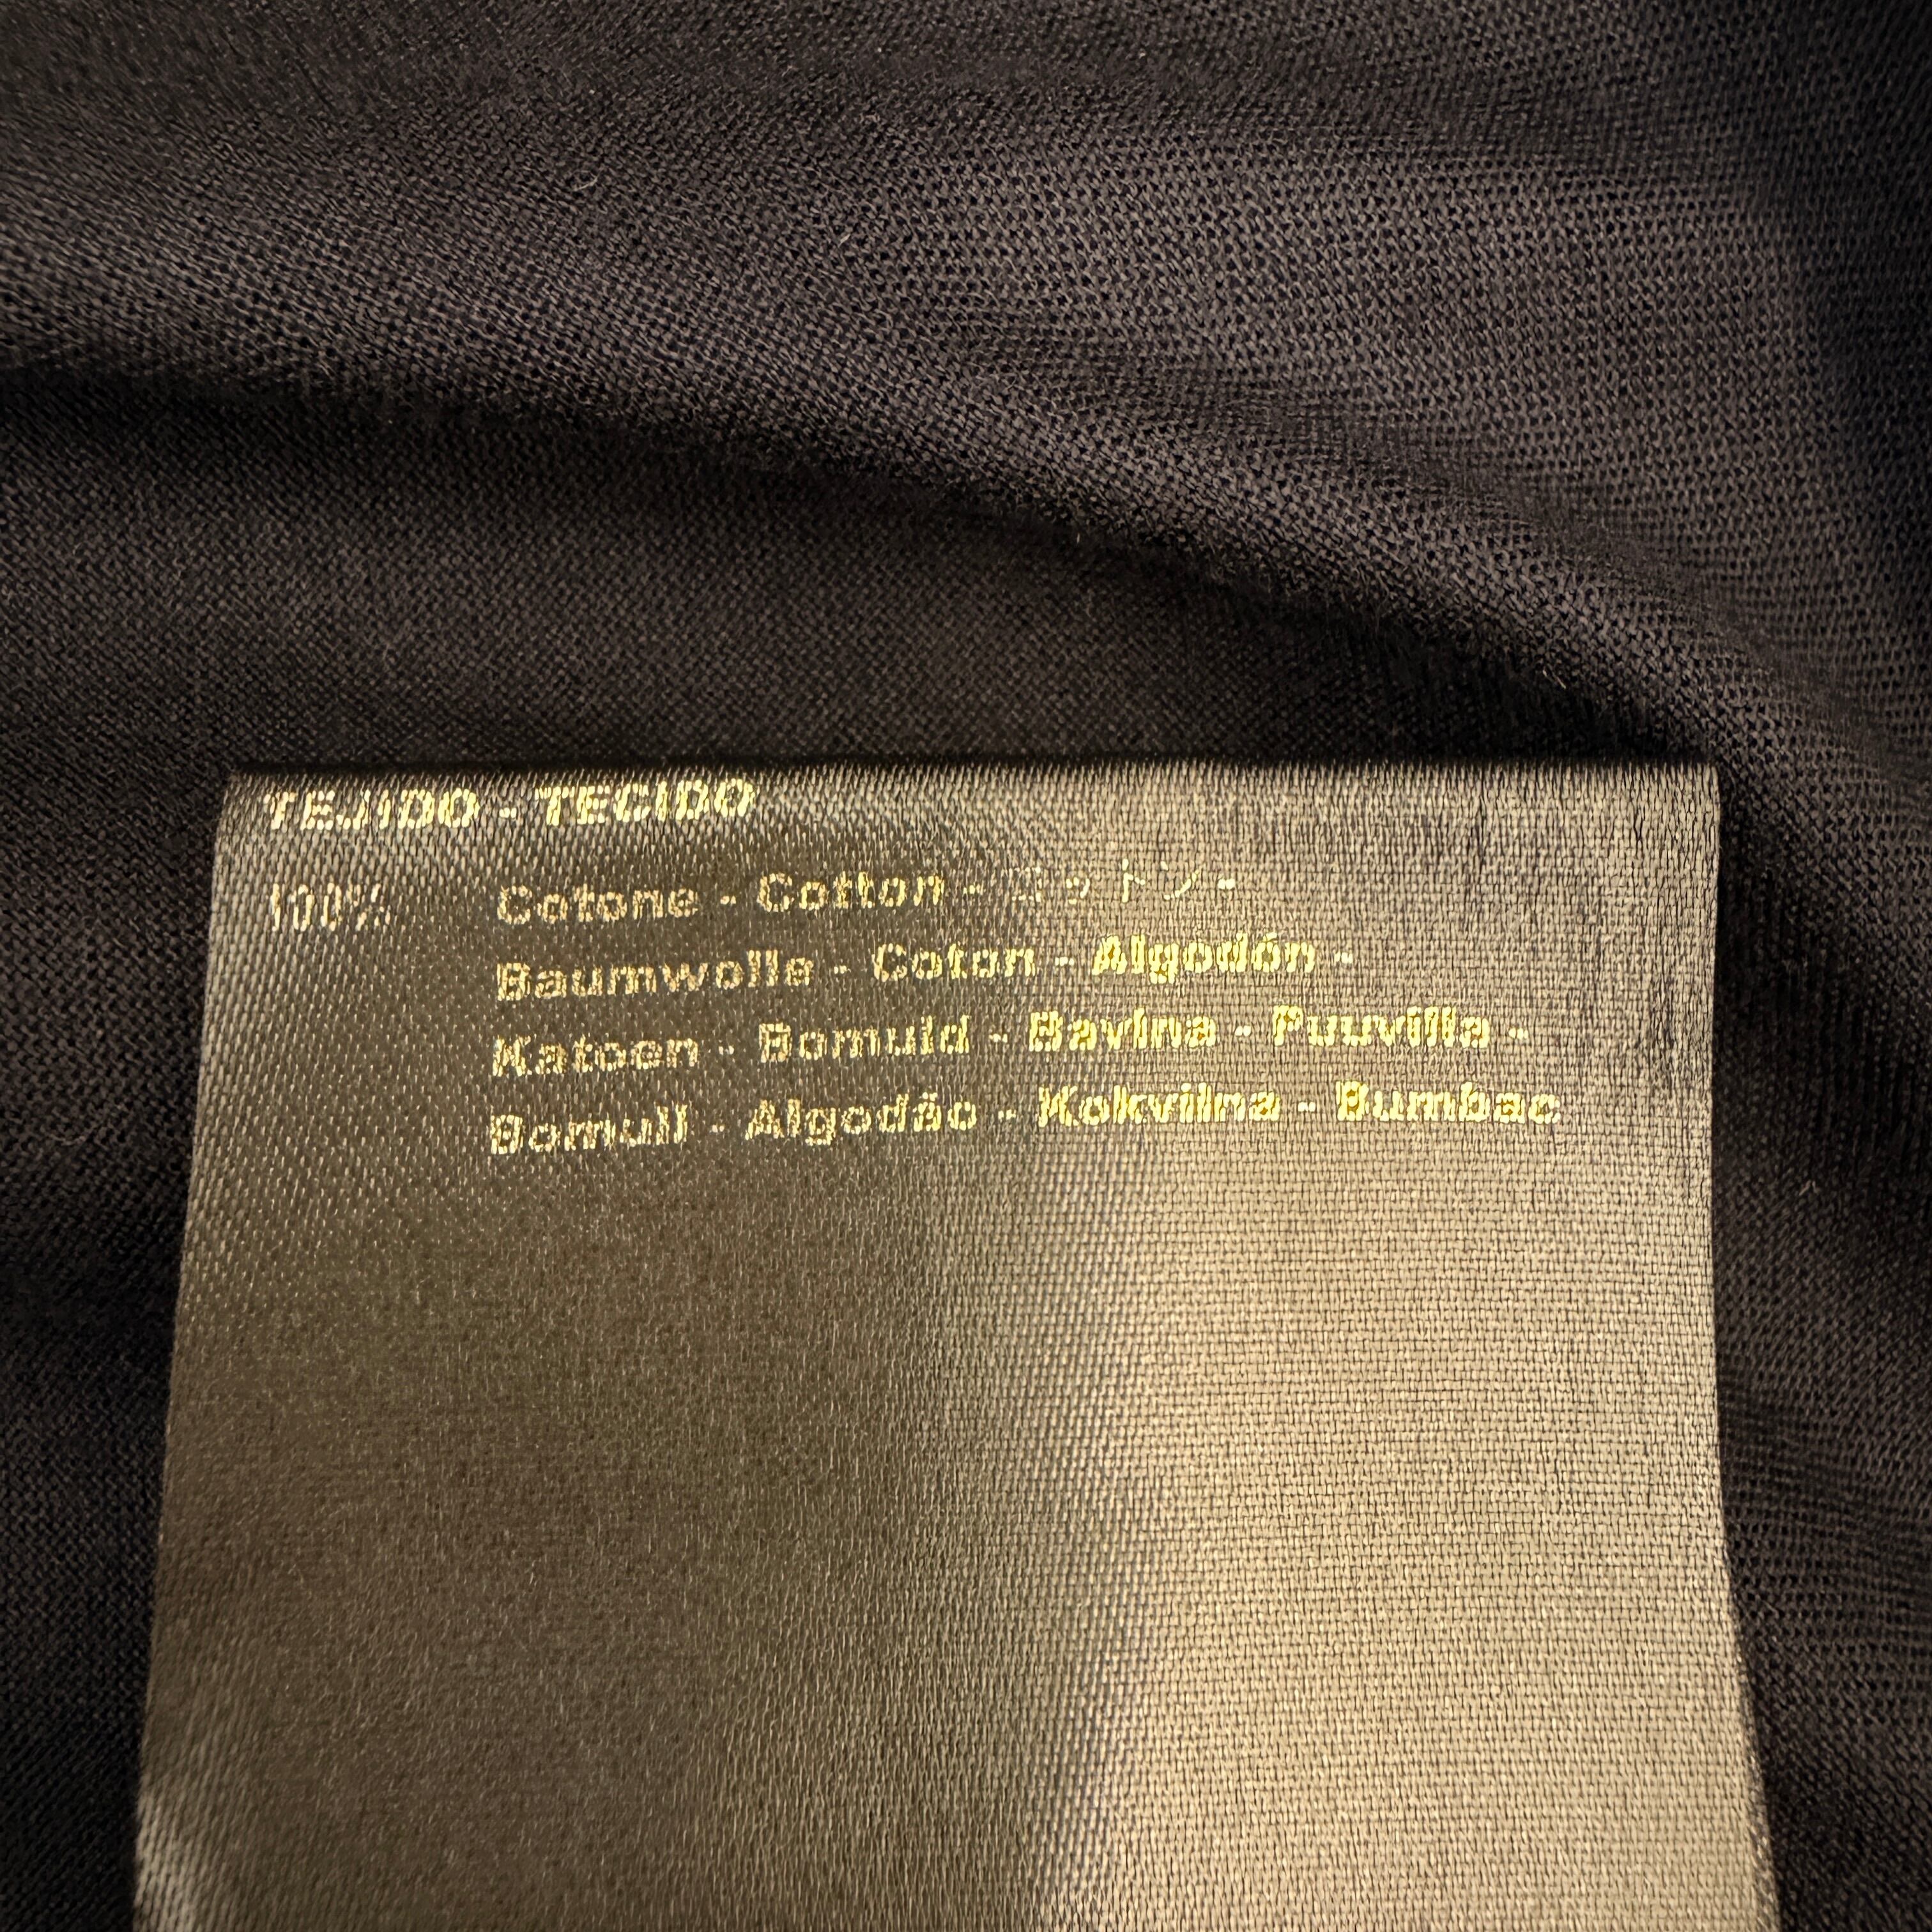 TEJIDO - TECIDO
100% Cotone - Cotton - コットン -
Baumwolle - Coton - Algodón -
Katoen - Bomuld - Bavlna - Puuvilla -
Bomull - Algodão - Kokvilna - Bumbac